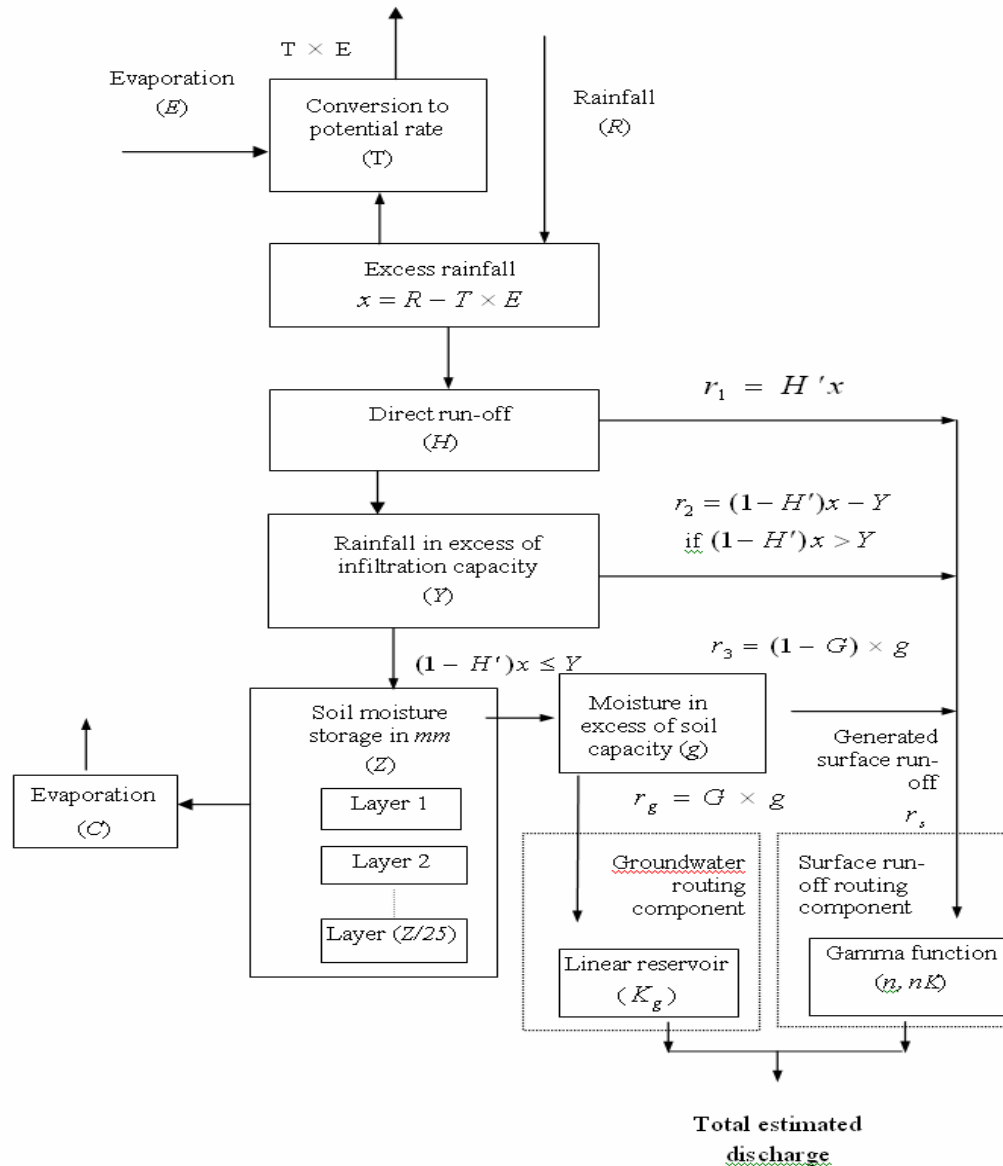 T × E
Evaporation
(E)
Conversion to
potential rate
(T)
Rainfall
(R)
Excess rainfall
x = R − T × E
Direct run-off
(H)
r₁ = H'x
Rainfall in excess of
infiltration capacity
(Y)
r₂ = (1 − H')x − Y
if (1 − H')x > Y
(1 − H')x ≤ Y
r₃ = (1 − G) × g
Soil moisture
storage in mm
(Z)
Layer 1
Layer 2
Layer (Z/25)
Moisture in
excess of soil
capacity (g)
Evaporation
(C)
r_g = G × g
Generated
surface run-
off
r_s
Groundwater
routing
component
Linear reservoir
(K_g)
Surface run-
off routing
component
Gamma function
(n, nK)
Total estimated
discharge